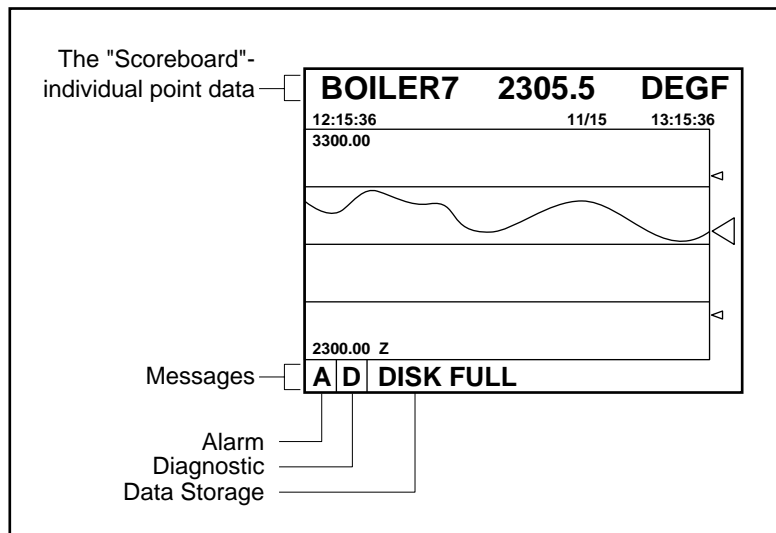 The "Scoreboard"-
individual point data
BOILER7 2305.5 DEGF
12:15:36 11/15 13:15:36
3300.00
2300.00 Z
Messages
A D DISK FULL
Alarm
Diagnostic
Data Storage